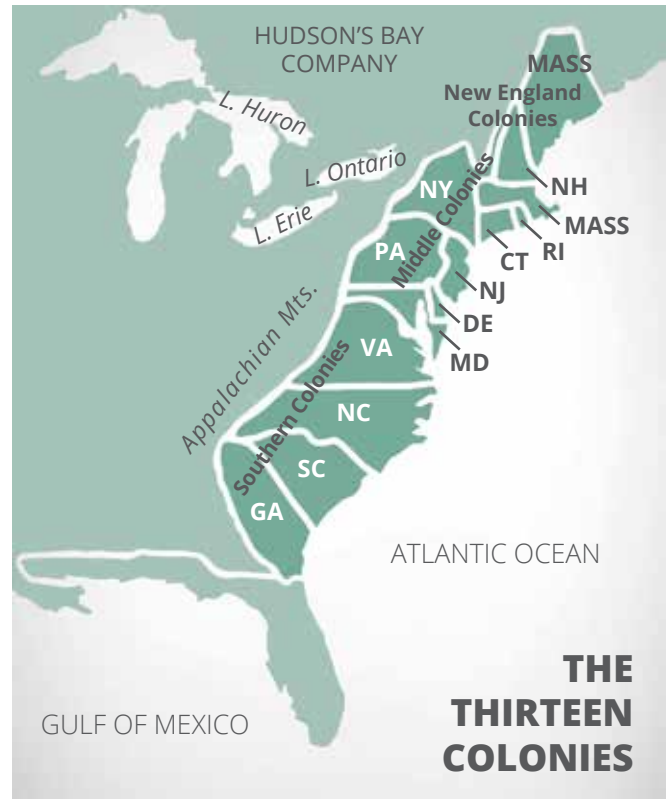 HUDSON'S BAY
COMPANY
MASS
New England
Colonies
L. Huron
L. Ontario
L. Erie
NY
Middle Colonies
NH
MASS
RI
CT
PA
NJ
DE
MD
Appalachian Mts.
VA
Southern Colonies
NC
SC
GA
ATLANTIC OCEAN
GULF OF MEXICO
THE
THIRTEEN
COLONIES